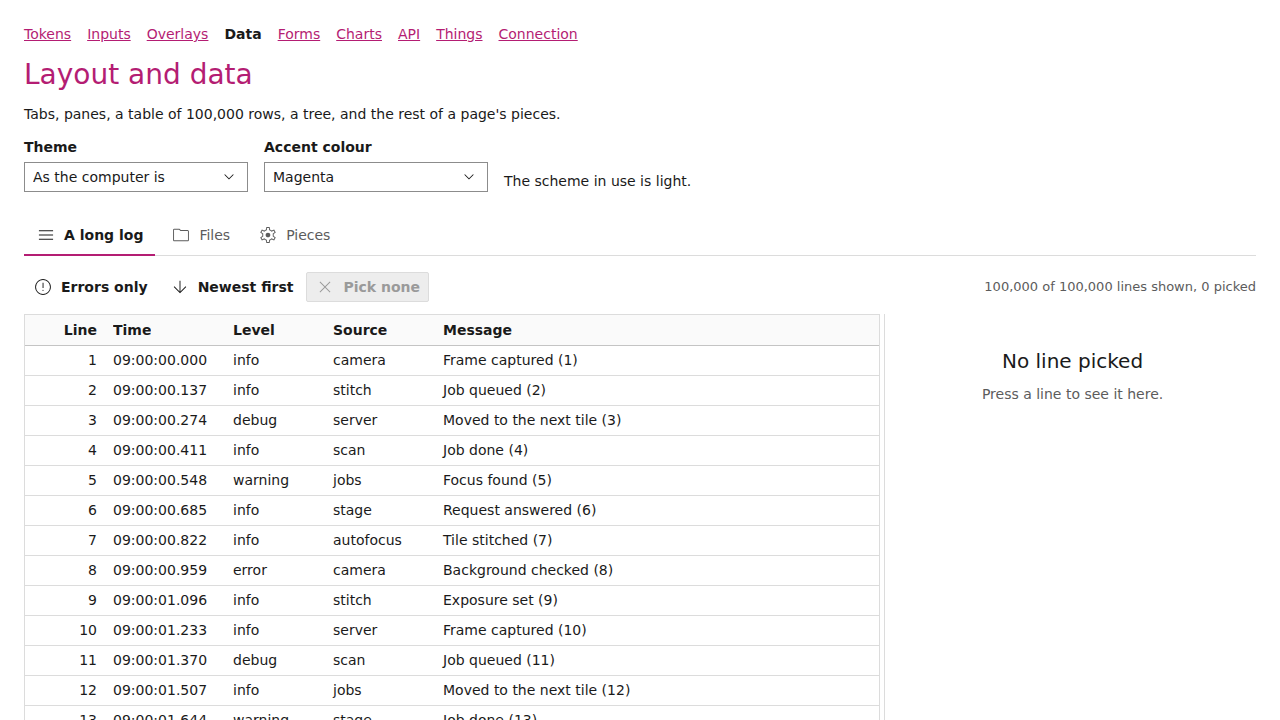 Tokens Inputs Overlays Data Forms Charts API Things Connection
Layout and data
Tabs, panes, a table of 100,000 rows, a tree, and the rest of a page's pieces.
Theme Accent colour
As the computer is Magenta The scheme in use is light.
A long log Files Pieces
Errors only Newest first Pick none 100,000 of 100,000 lines shown, 0 picked
Line Time Level Source Message
1 09:00:00.000 info camera Frame captured (1)
2 09:00:00.137 info stitch Job queued (2)
3 09:00:00.274 debug server Moved to the next tile (3)
4 09:00:00.411 info scan Job done (4)
5 09:00:00.548 warning jobs Focus found (5)
6 09:00:00.685 info stage Request answered (6)
7 09:00:00.822 info autofocus Tile stitched (7)
8 09:00:00.959 error camera Background checked (8)
9 09:00:01.096 info stitch Exposure set (9)
10 09:00:01.233 info server Frame captured (10)
11 09:00:01.370 debug scan Job queued (11)
12 09:00:01.507 info jobs Moved to the next tile (12)
13 09:00:01.644 warning stage Job done (13)
No line picked
Press a line to see it here.